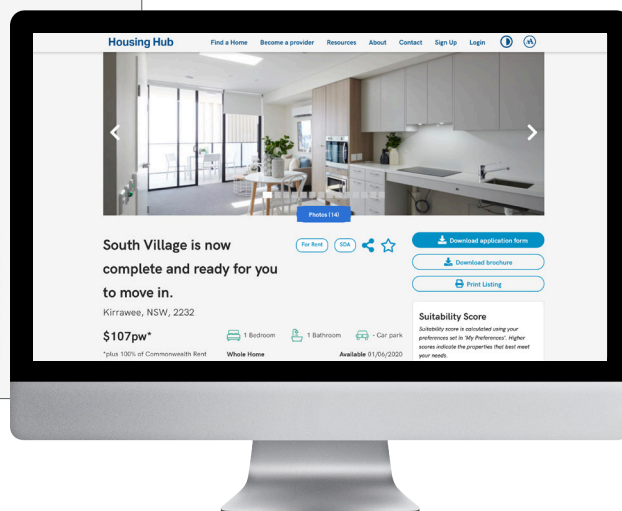 Housing Hub
Find a Home Become a provider Resources About Contact Sign Up Login
Photos (14)
South Village is now
complete and ready for you
to move in.
Kirrawee, NSW, 2232
For Rent SDA
Download application form
Download brochure
Print Listing
$107pw*
1 Bedroom 1 Bathroom - Car park
*plus 100% of Commonwealth Rent
Whole Home Available 01/06/2020
Suitability Score
Suitability score is calculated using your
preferences set in 'My Preferences'. Higher
scores indicate the properties that best meet
your needs.